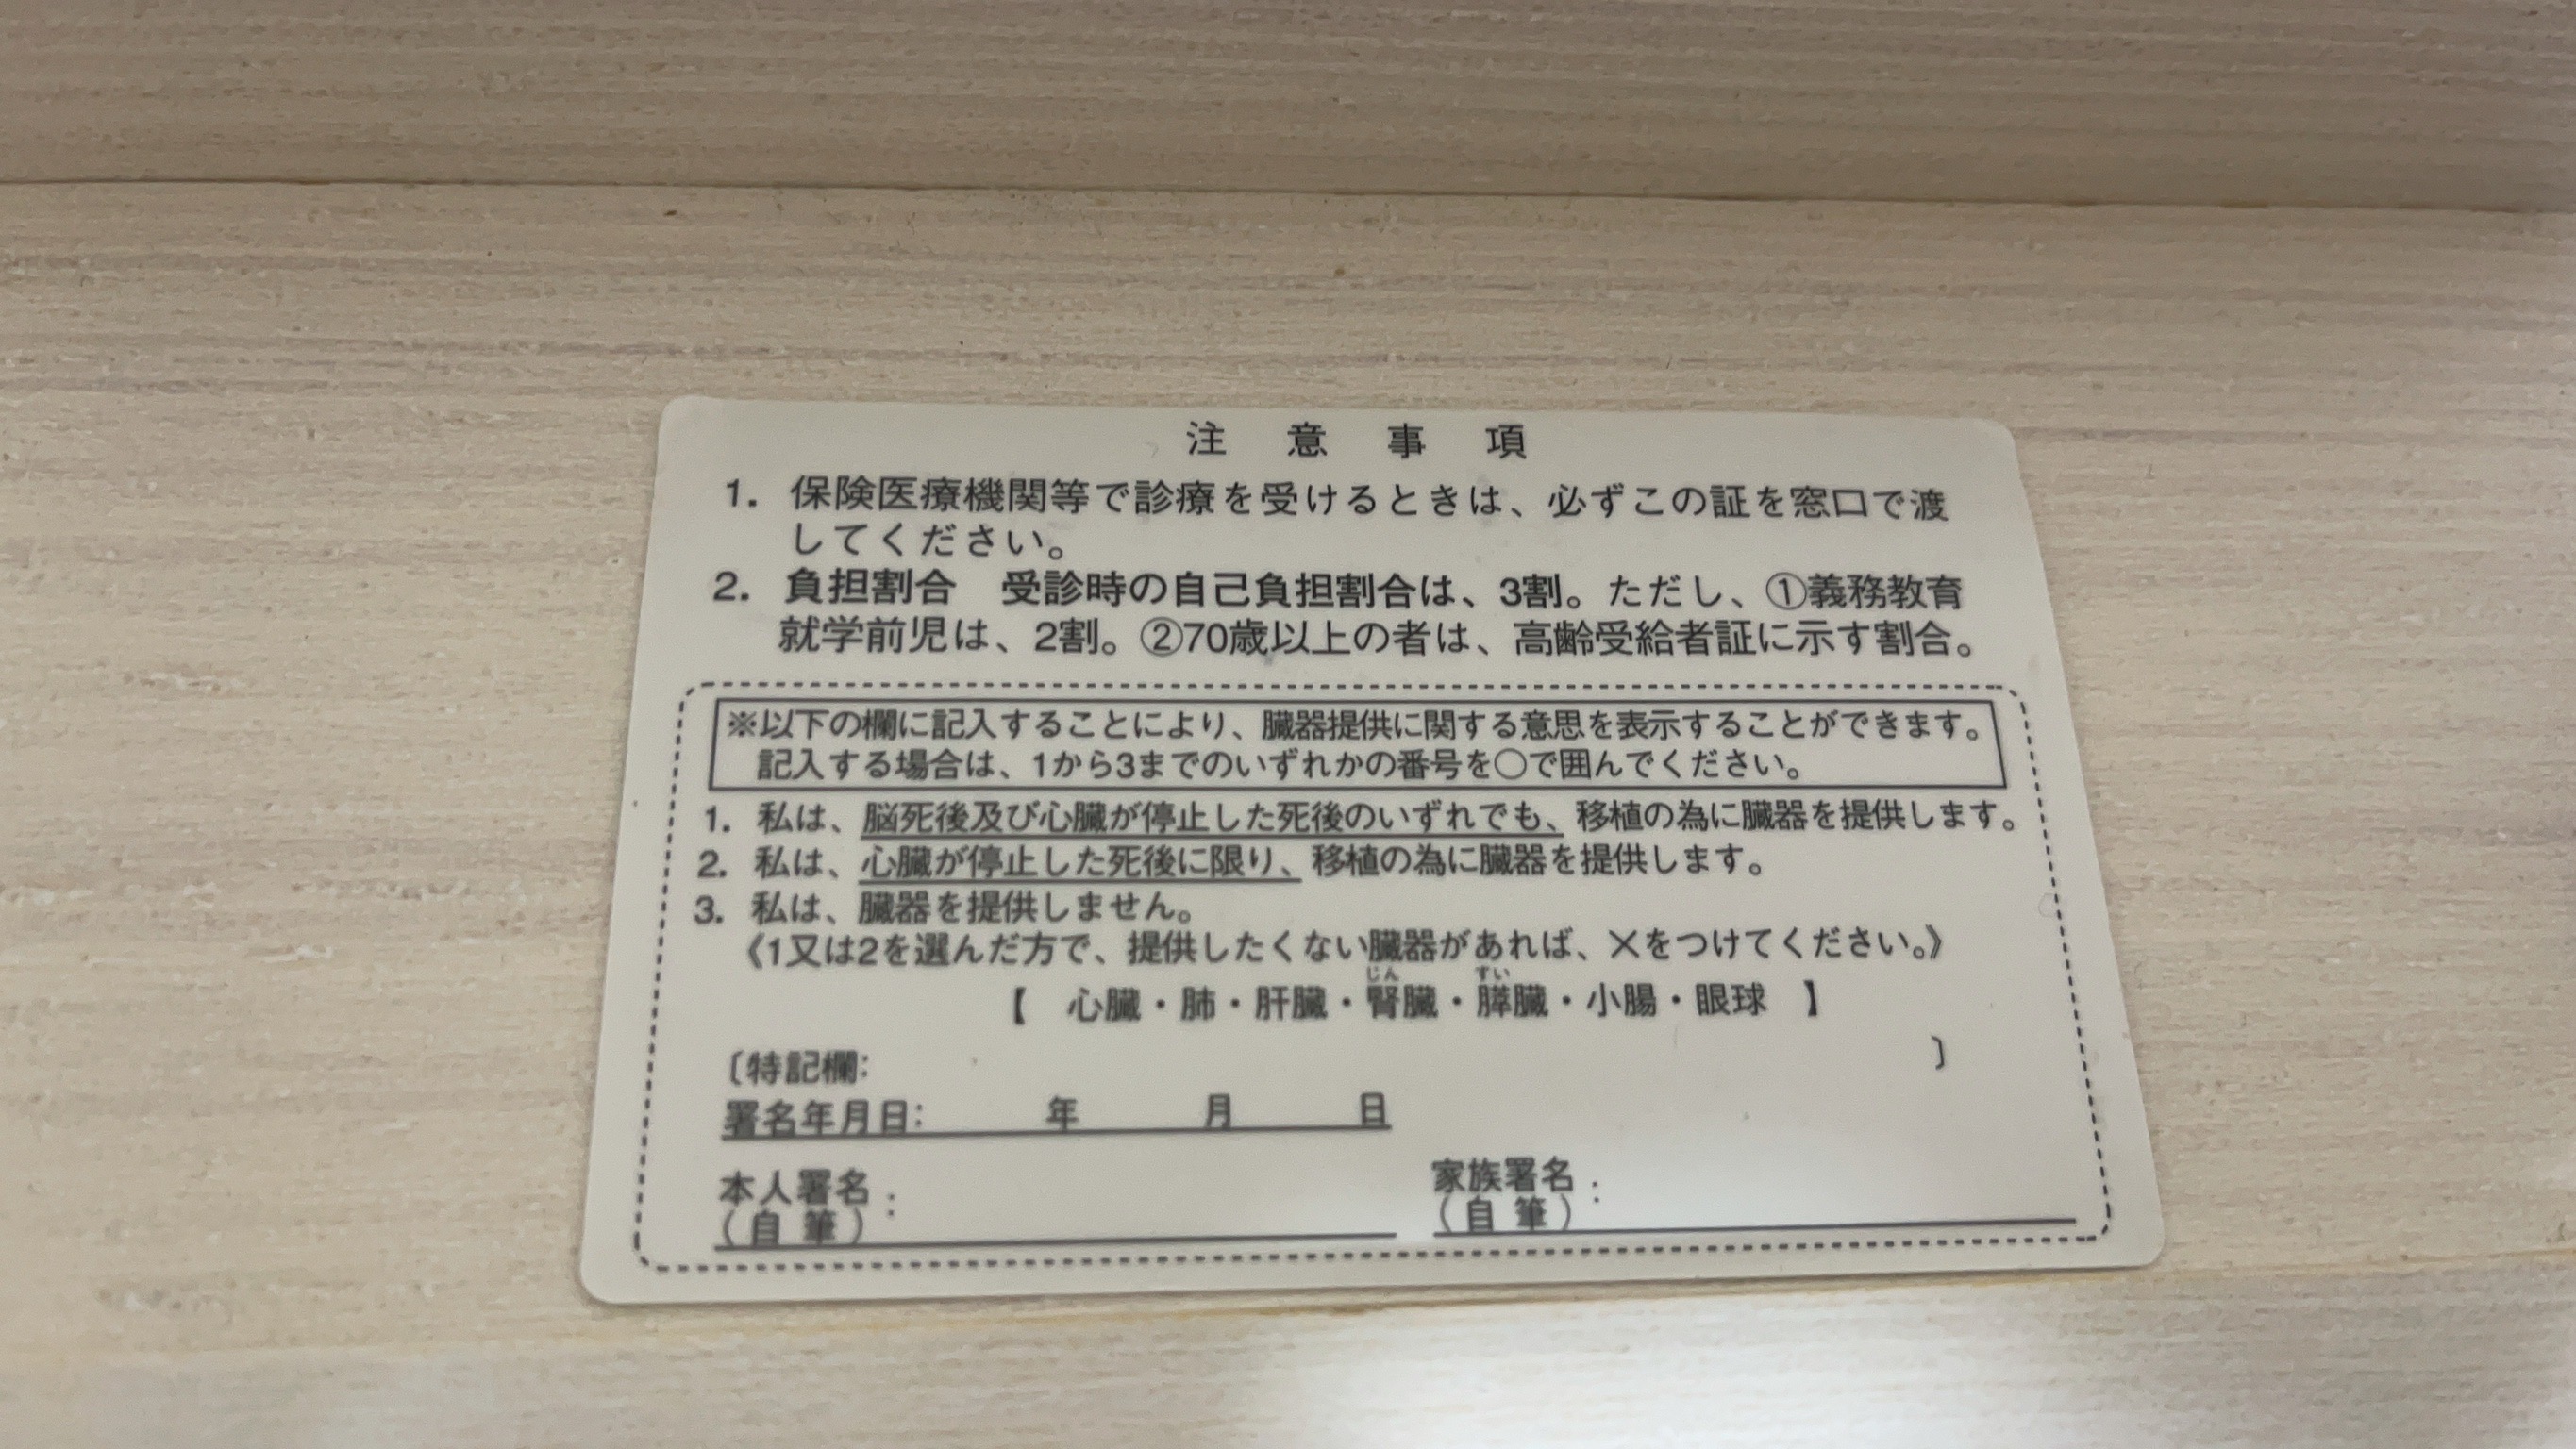 注意事項
1. 保険医療機関等で診療を受けるときは、必ずこの証を窓口で渡
してください。
2. 負担割合　受診時の自己負担割合は、3割。ただし、①義務教育
就学前児は、2割。②70歳以上の者は、高齢受給者証に示す割合。
※以下の欄に記入することにより、臓器提供に関する意思を表示することができます。
記入する場合は、1から3までのいずれかの番号を○で囲んでください。
1. 私は、脳死後及び心臓が停止した死後のいずれでも、移植の為に臓器を提供します。
2. 私は、心臓が停止した死後に限り、移植の為に臓器を提供します。
3. 私は、臓器を提供しません。
《1又は2を選んだ方で、提供したくない臓器があれば、×をつけてください。》
じん すい
【　心臓・肺・肝臓・腎臓・膵臓・小腸・眼球　】
〔特記欄:　〕
署名年月日:　年　月　日
本人署名 :　家族署名 :
(自筆)　(自筆)